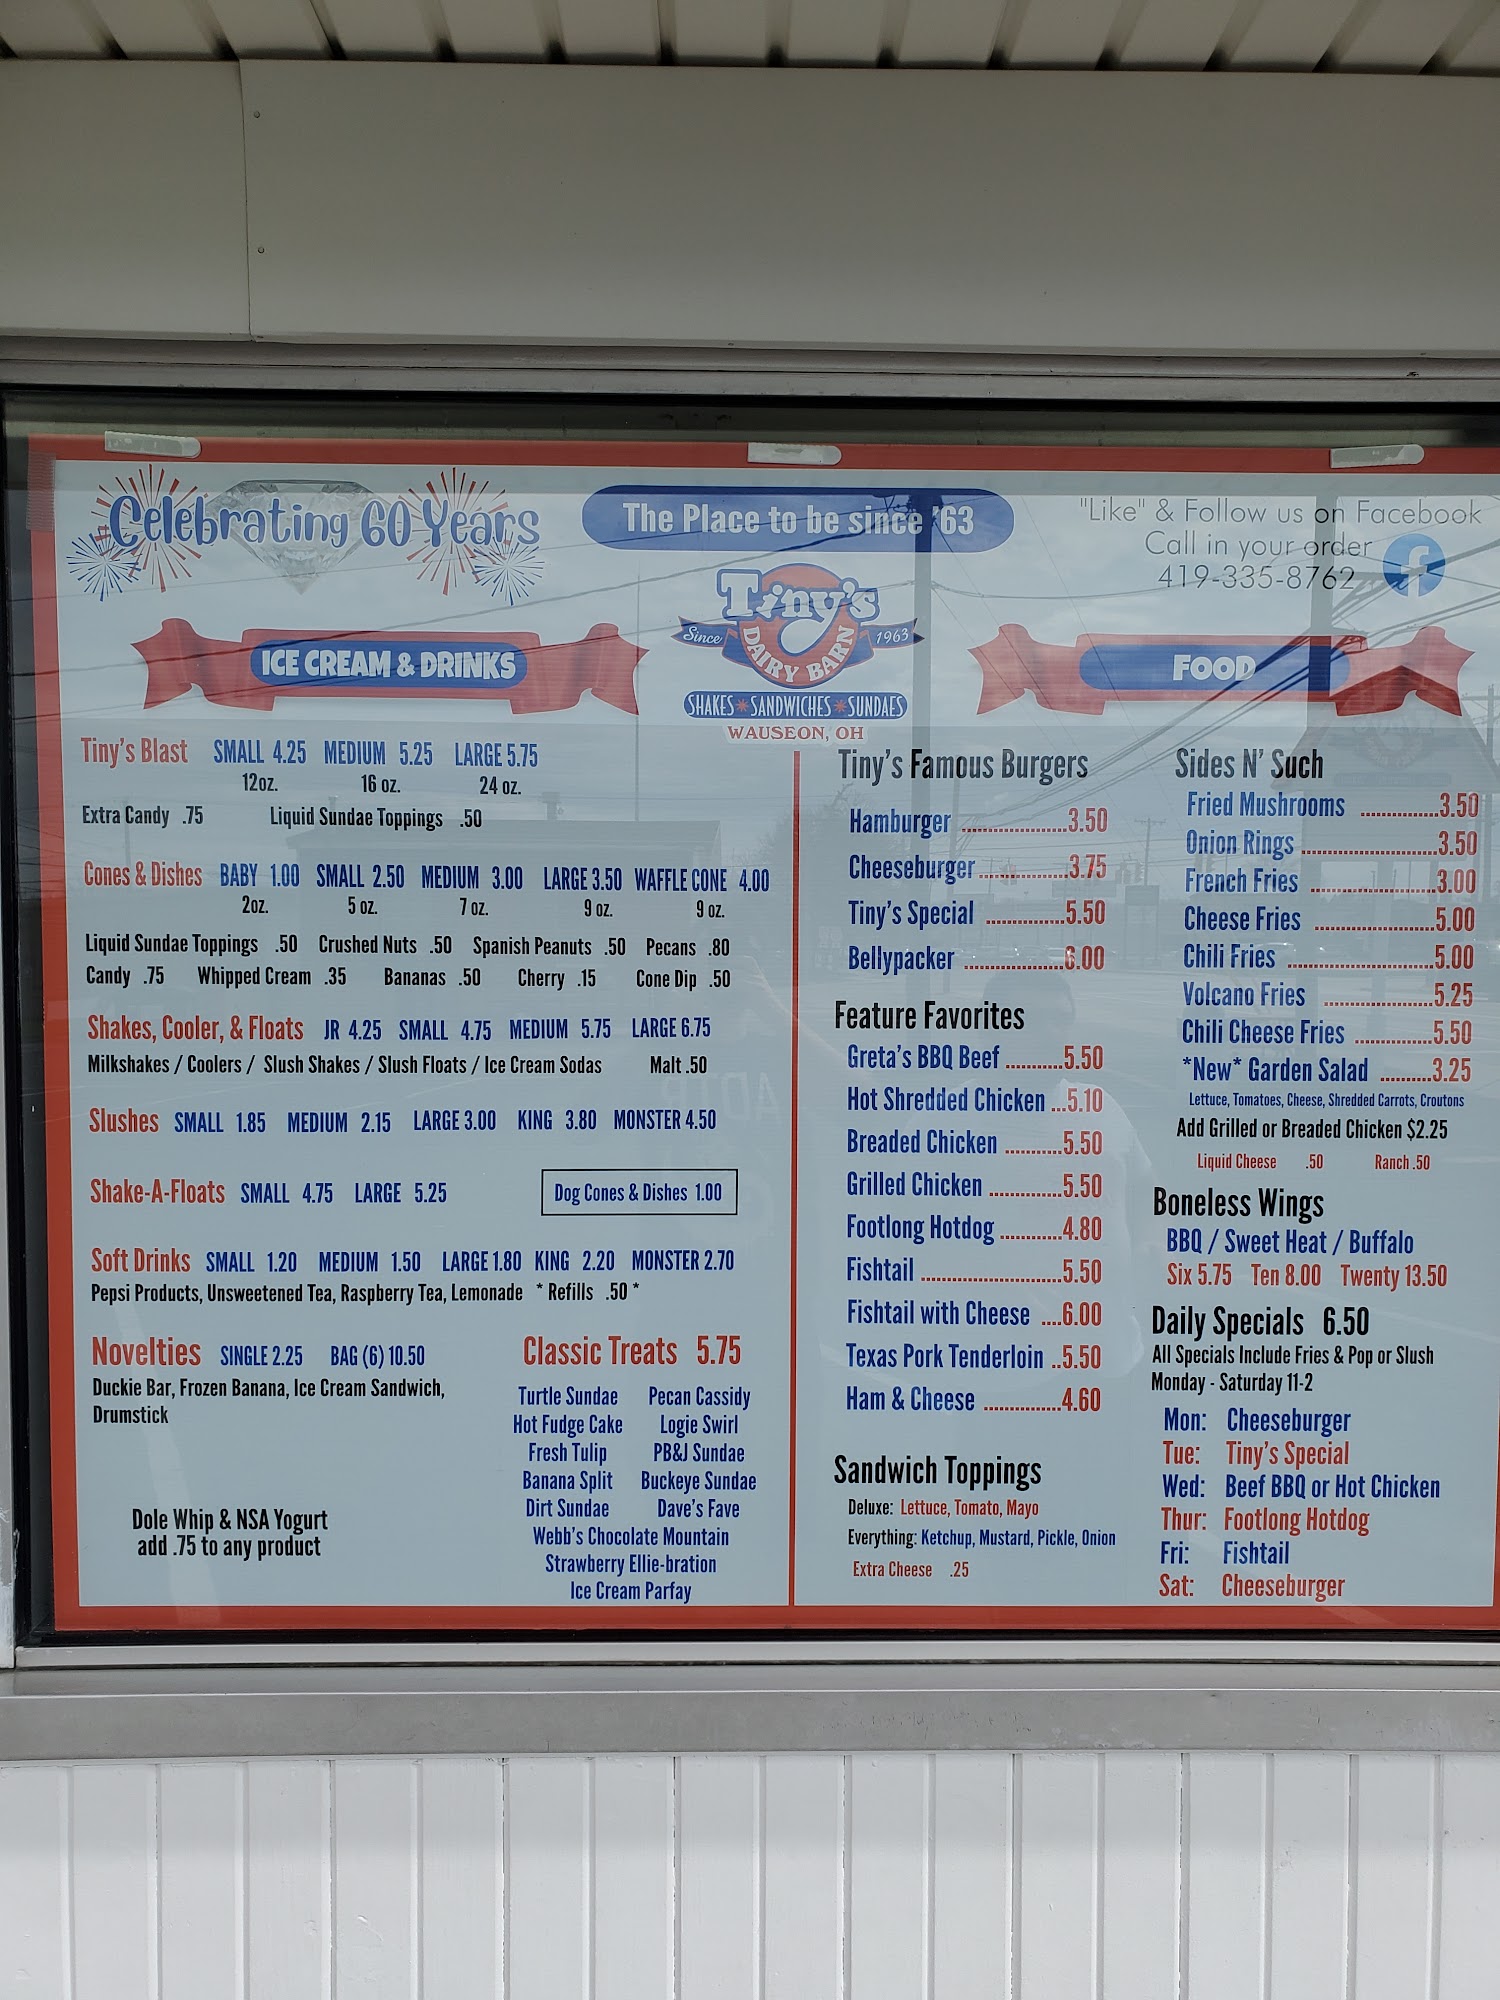 Celebrating 60 Years
The Place to be since '63
"Like" & Follow us on Facebook
Call in your order
419-335-8762
f
Tiny's
Since 1963
DAIRY BARN
SHAKES * SANDWICHES * SUNDAES
WAUSEON, OH
ICE CREAM & DRINKS
Tiny's Blast SMALL 4.25 MEDIUM 5.25 LARGE 5.75
12oz. 16 oz. 24 oz.
Extra Candy .75 Liquid Sundae Toppings .50
Cones & Dishes BABY 1.00 SMALL 2.50 MEDIUM 3.00 LARGE 3.50 WAFFLE CONE 4.00
2oz. 5 oz. 7 oz. 9 oz. 9 oz.
Liquid Sundae Toppings .50 Crushed Nuts .50 Spanish Peanuts .50 Pecans .80
Candy .75 Whipped Cream .35 Bananas .50 Cherry .15 Cone Dip .50
Shakes, Cooler, & Floats JR 4.25 SMALL 4.75 MEDIUM 5.75 LARGE 6.75
Milkshakes / Coolers / Slush Shakes / Slush Floats / Ice Cream Sodas Malt .50
Slushes SMALL 1.85 MEDIUM 2.15 LARGE 3.00 KING 3.80 MONSTER 4.50
Shake-A-Floats SMALL 4.75 LARGE 5.25
Dog Cones & Dishes 1.00
Soft Drinks SMALL 1.20 MEDIUM 1.50 LARGE 1.80 KING 2.20 MONSTER 2.70
Pepsi Products, Unsweetened Tea, Raspberry Tea, Lemonade * Refills .50 *
Novelties SINGLE 2.25 BAG (6) 10.50
Duckie Bar, Frozen Banana, Ice Cream Sandwich,
Drumstick
Dole Whip & NSA Yogurt
add .75 to any product
Classic Treats 5.75
Turtle Sundae Pecan Cassidy
Hot Fudge Cake Logie Swirl
Fresh Tulip PB&J Sundae
Banana Split Buckeye Sundae
Dirt Sundae Dave's Fave
Webb's Chocolate Mountain
Strawberry Ellie-bration
Ice Cream Parfay
FOOD
Tiny's Famous Burgers
Hamburger ......................3.50
Cheeseburger...................3.75
Tiny's Special .................5.50
Bellypacker .....................6.00
Feature Favorites
Greta's BBQ Beef ............5.50
Hot Shredded Chicken ...5.10
Breaded Chicken ............5.50
Grilled Chicken ...............5.50
Footlong Hotdog .............4.80
Fishtail ..............................5.50
Fishtail with Cheese ....6.00
Texas Pork Tenderloin ..5.50
Ham & Cheese ................4.60
Sandwich Toppings
Deluxe: Lettuce, Tomato, Mayo
Everything: Ketchup, Mustard, Pickle, Onion
Extra Cheese .25
Sides N' Such
Fried Mushrooms ................3.50
Onion Rings ............................3.50
French Fries ..........................3.00
Cheese Fries .........................5.00
Chili Fries ...............................5.00
Volcano Fries .......................5.25
Chili Cheese Fries ................5.50
*New* Garden Salad ...........3.25
Lettuce, Tomatoes, Cheese, Shredded Carrots, Croutons
Add Grilled or Breaded Chicken $2.25
Liquid Cheese .50 Ranch .50
Boneless Wings
BBQ / Sweet Heat / Buffalo
Six 5.75 Ten 8.00 Twenty 13.50
Daily Specials 6.50
All Specials Include Fries & Pop or Slush
Monday - Saturday 11-2
Mon: Cheeseburger
Tue: Tiny's Special
Wed: Beef BBQ or Hot Chicken
Thur: Footlong Hotdog
Fri: Fishtail
Sat: Cheeseburger